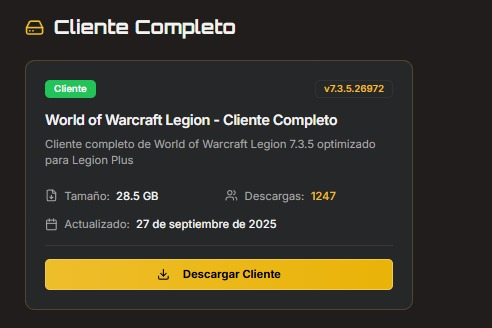 Cliente Completo
Cliente
v7.3.5.26972
World of Warcraft Legion - Cliente Completo
Cliente completo de World of Warcraft Legion 7.3.5 optimizado
para Legion Plus
Tamaño: 28.5 GB
Descargas: 1247
Actualizado: 27 de septiembre de 2025
Descargar Cliente